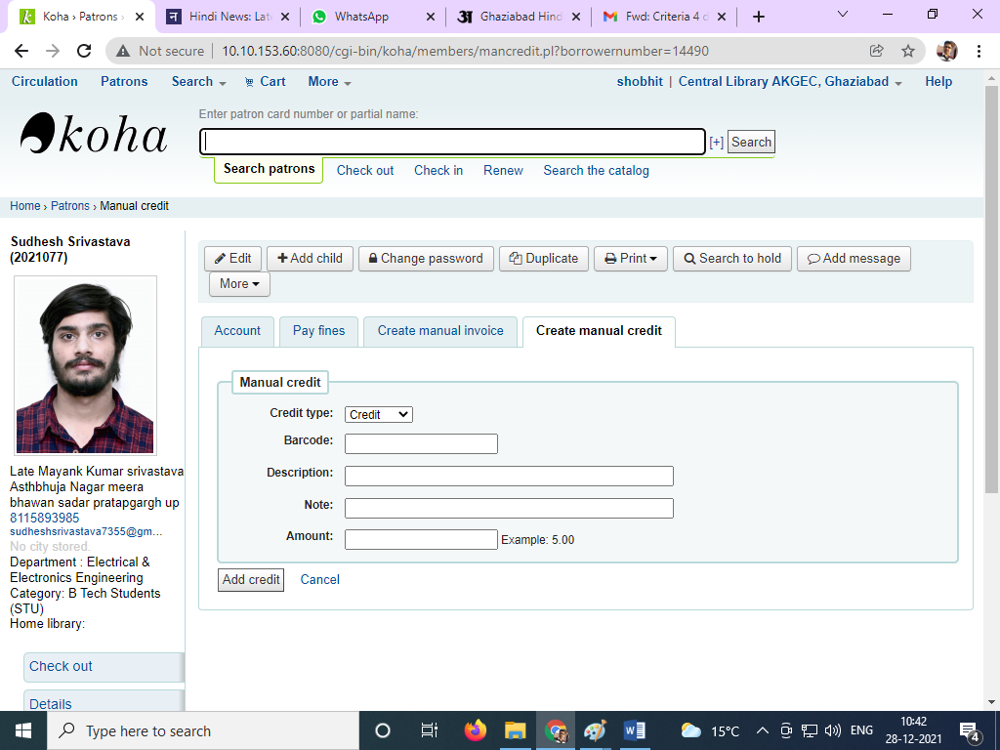 Koha › Patrons ›
Hindi News: Lat
WhatsApp
Ghaziabad Hind
Fwd: Criteria 4 d
Not secure | 10.10.153.60:8080/cgi-bin/koha/members/mancredit.pl?borrowernumber=14490
Circulation Patrons Search Cart More shobhit | Central Library AKGEC, Ghaziabad Help
koha
Enter patron card number or partial name:
[+] Search
Search patrons Check out Check in Renew Search the catalog
Home › Patrons › Manual credit
Sudhesh Srivastava
(2021077)
Edit Add child Change password Duplicate Print Search to hold Add message
More
Account Pay fines Create manual invoice Create manual credit
Manual credit
Credit type: Credit
Barcode:
Description:
Note:
Amount: Example: 5.00
Add credit Cancel
Late Mayank Kumar srivastava
Asthbhuja Nagar meera
bhawan sadar pratapgargh up
8115893985
sudheshsrivastava7355@gm...
No city stored.
Department : Electrical &
Electronics Engineering
Category: B Tech Students
(STU)
Home library:
Check out
Details
Type here to search
15°C
ENG
10:42
28-12-2021
4